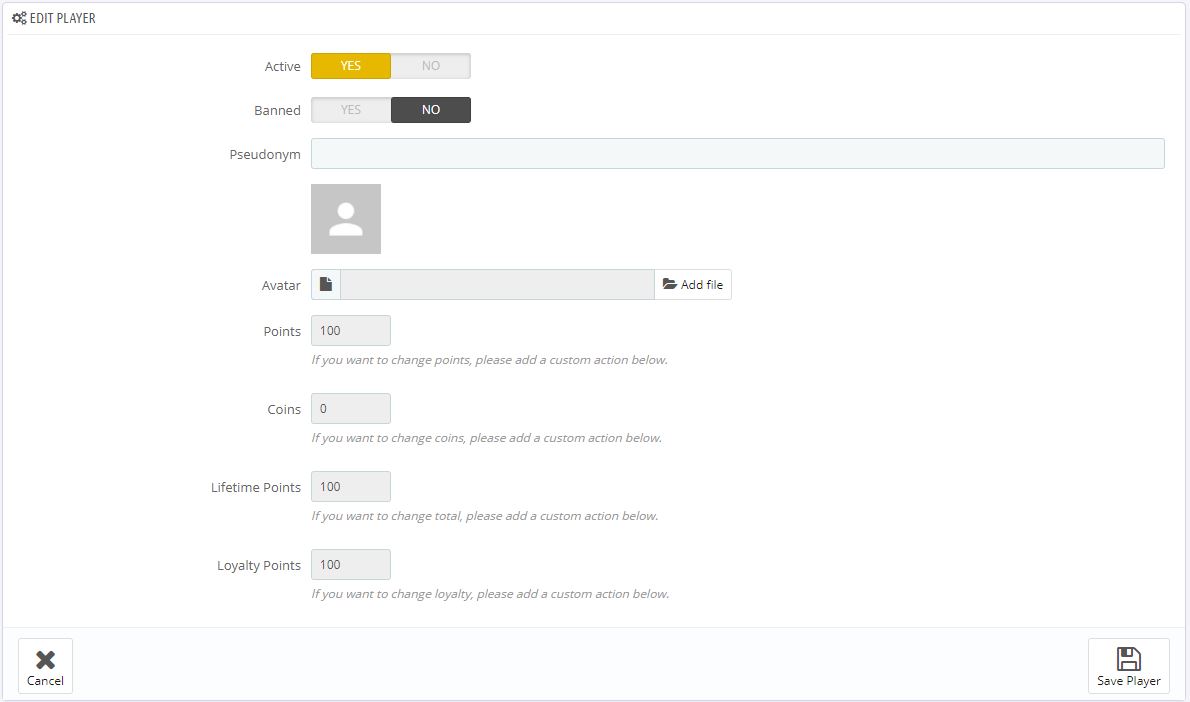 EDIT PLAYER
Active YES NO
Banned YES NO
Pseudonym
Avatar Add file
Points 100
If you want to change points, please add a custom action below.
Coins 0
If you want to change coins, please add a custom action below.
Lifetime Points 100
If you want to change total, please add a custom action below.
Loyalty Points 100
If you want to change loyalty, please add a custom action below.
Cancel Save Player